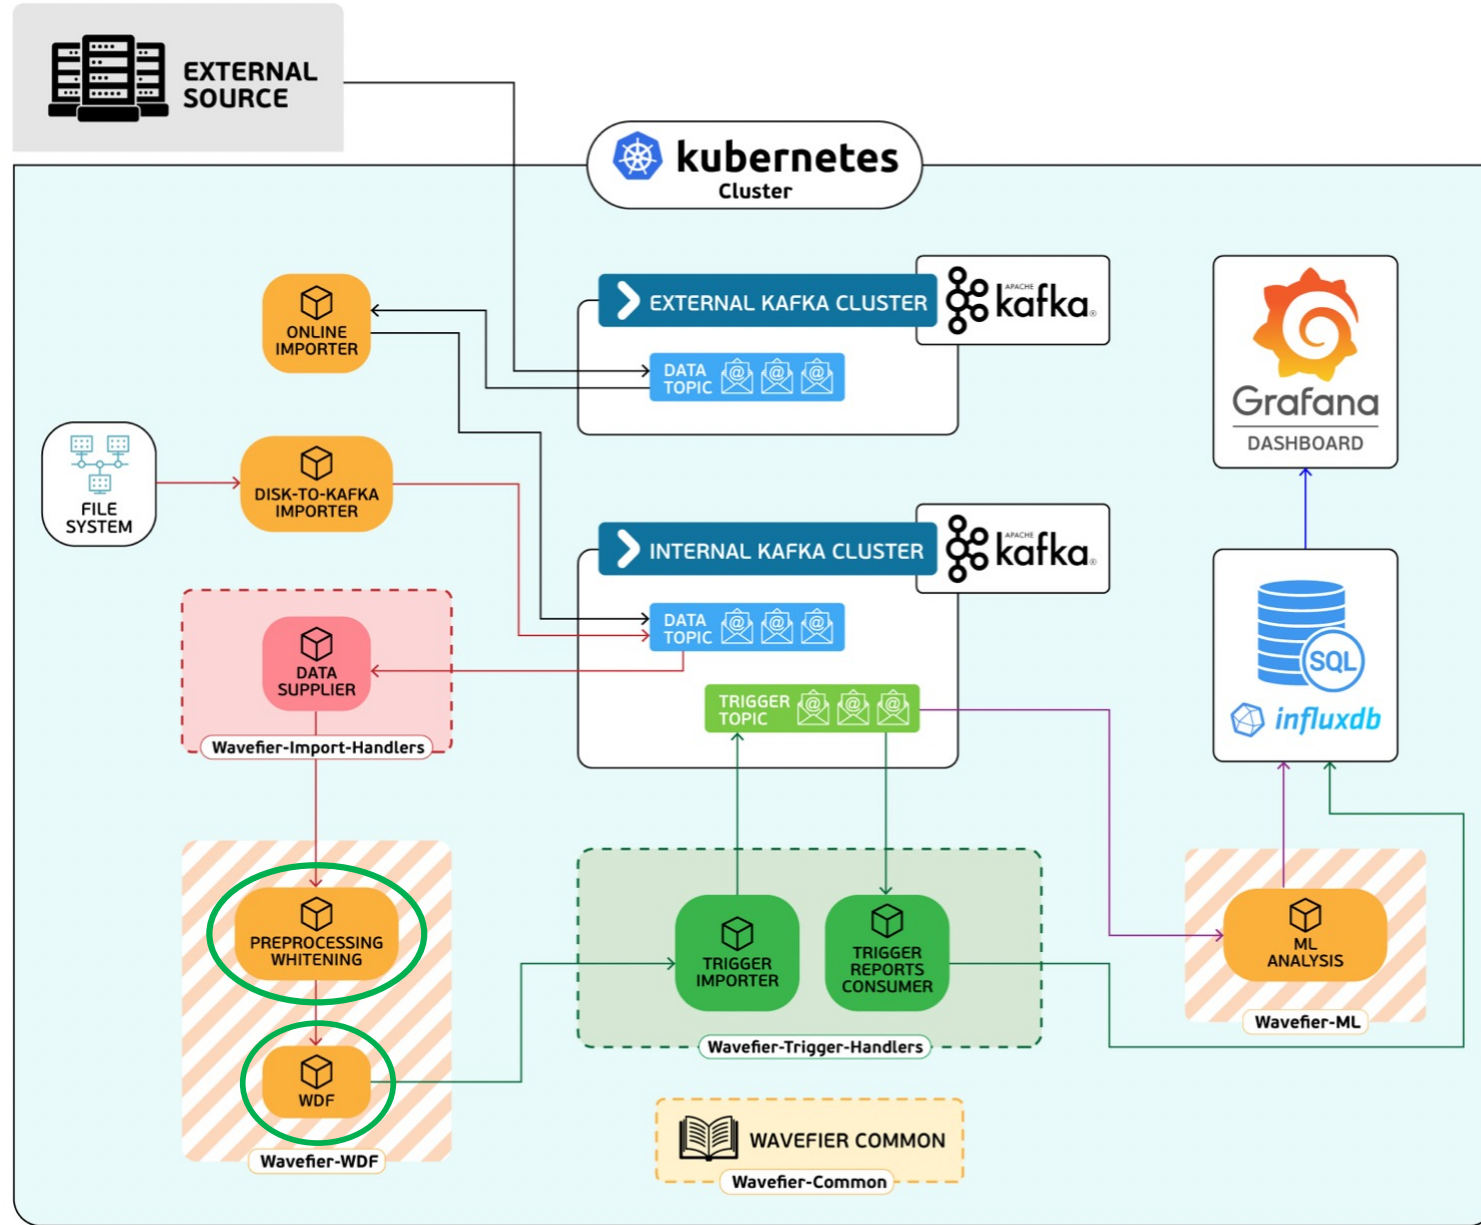 EXTERNAL
SOURCE
kubernetes
Cluster
EXTERNAL KAFKA CLUSTER
APACHE
kafka®
DATA
TOPIC
@ @ @
ONLINE
IMPORTER
Grafana
DASHBOARD
FILE
SYSTEM
DISK-TO-KAFKA
IMPORTER
INTERNAL KAFKA CLUSTER
APACHE
kafka®
DATA
TOPIC
@ @ @
TRIGGER
TOPIC
@ @ @
DATA
SUPPLIER
Wavefier-Import-Handlers
SQL
influxdb
PREPROCESSING
WHITENING
WDF
Wavefier-WDF
TRIGGER
IMPORTER
TRIGGER
REPORTS
CONSUMER
Wavefier-Trigger-Handlers
ML
ANALYSIS
Wavefier-ML
WAVEFIER COMMON
Wavefier-Common